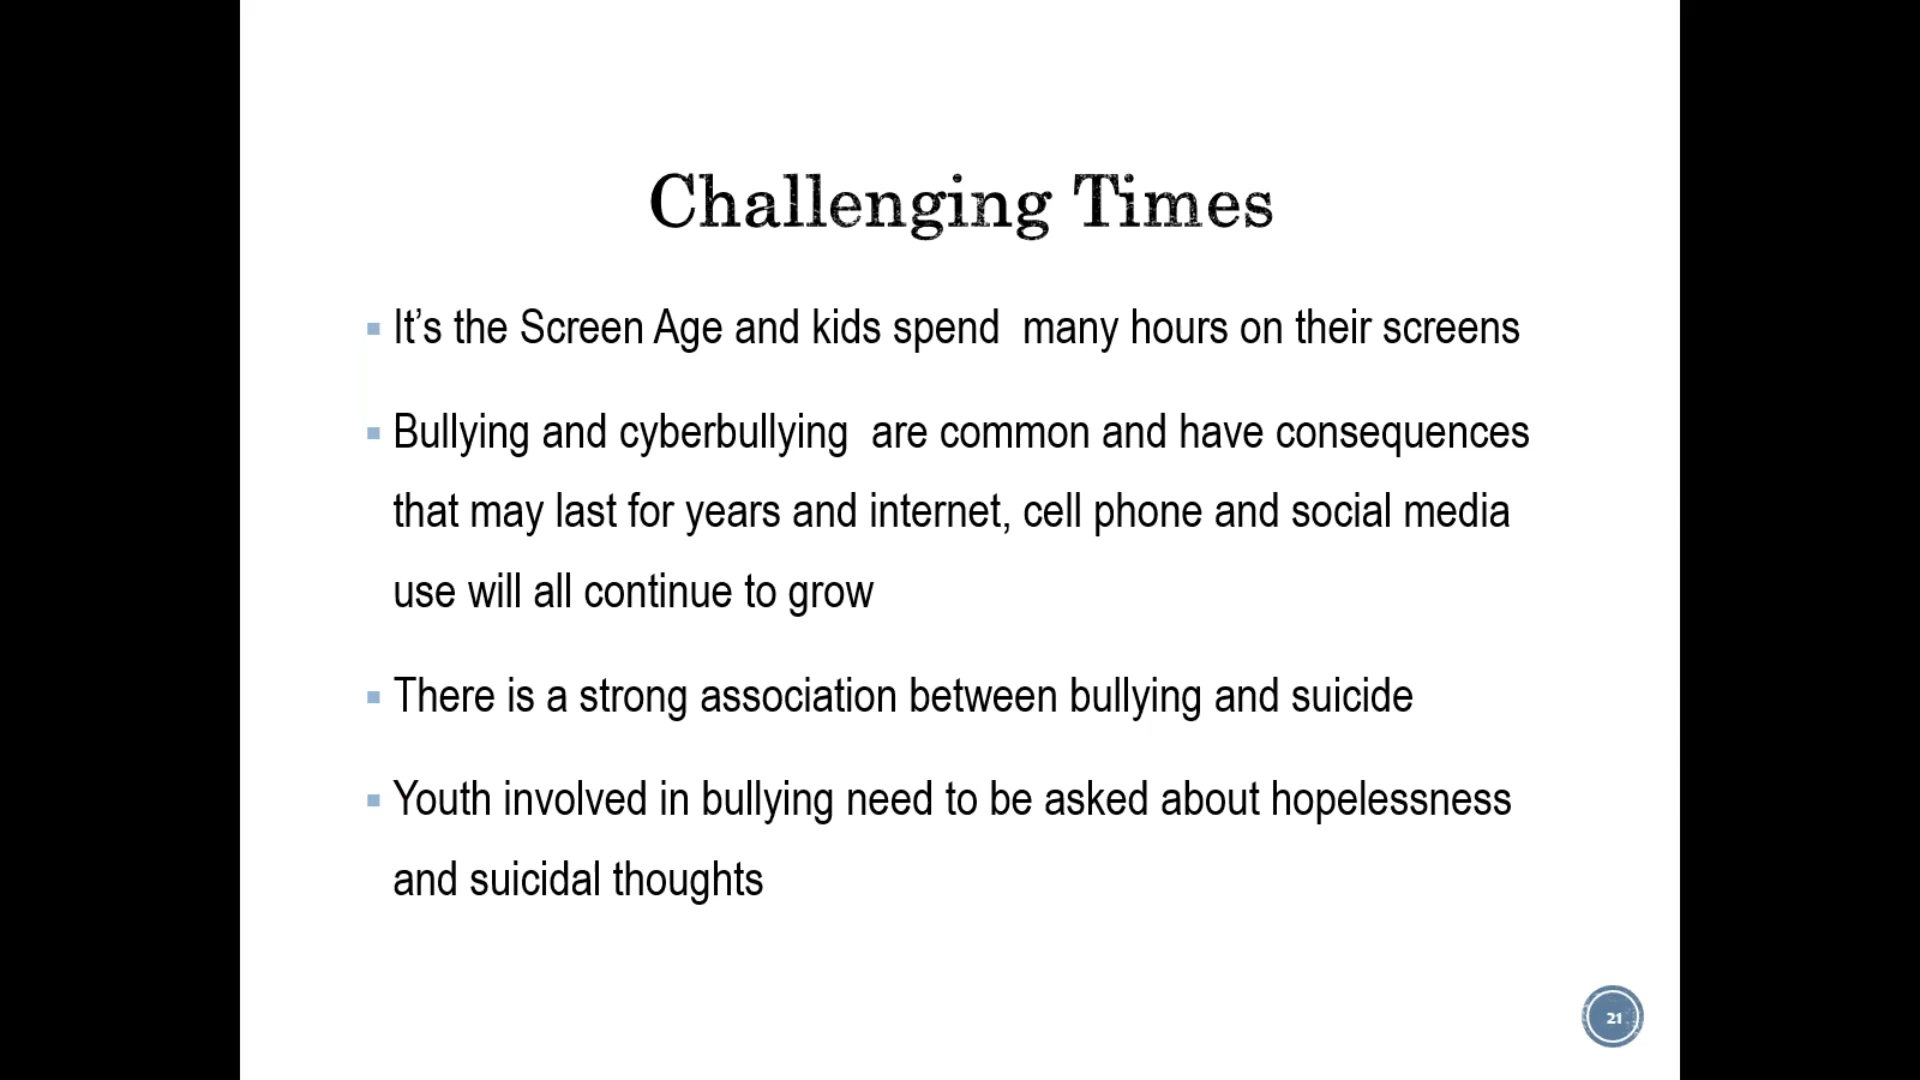 Challenging Times
▪ It’s the Screen Age and kids spend  many hours on their screens
▪ Bullying and cyberbullying  are common and have consequences
that may last for years and internet, cell phone and social media
use will all continue to grow
▪ There is a strong association between bullying and suicide
▪ Youth involved in bullying need to be asked about hopelessness
and suicidal thoughts
21